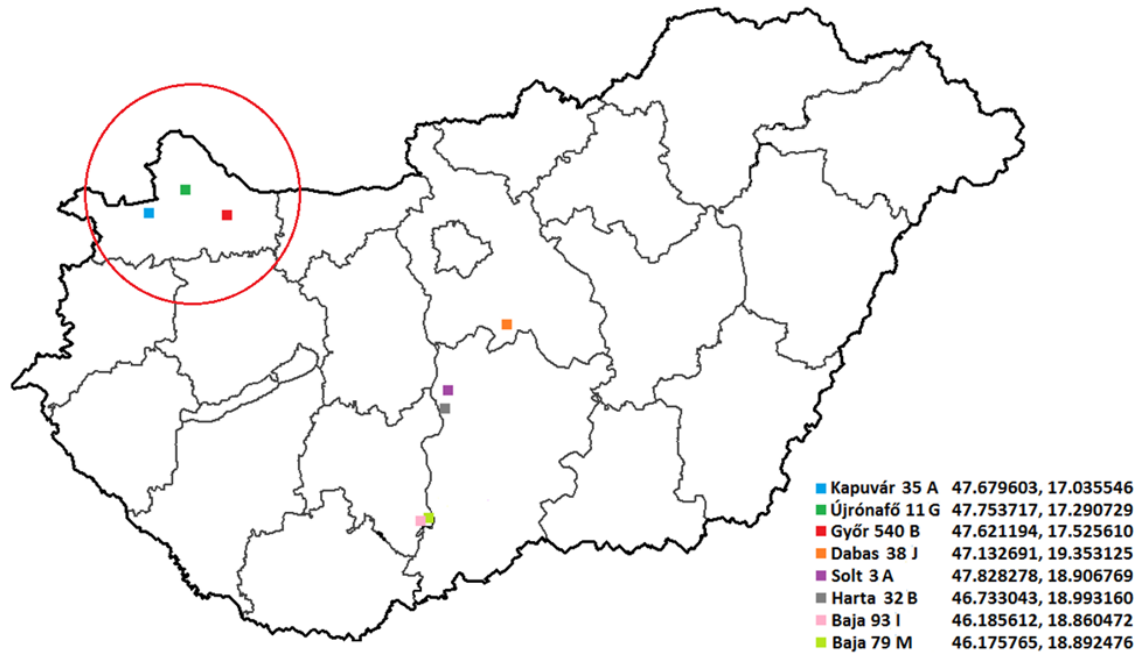 Kapuvár 35 A 47.679603, 17.035546
Újrónafő 11 G 47.753717, 17.290729
Győr 540 B 47.621194, 17.525610
Dabas 38 J 47.132691, 19.353125
Solt 3 A 47.828278, 18.906769
Harta 32 B 46.733043, 18.993160
Baja 93 I 46.185612, 18.860472
Baja 79 M 46.175765, 18.892476